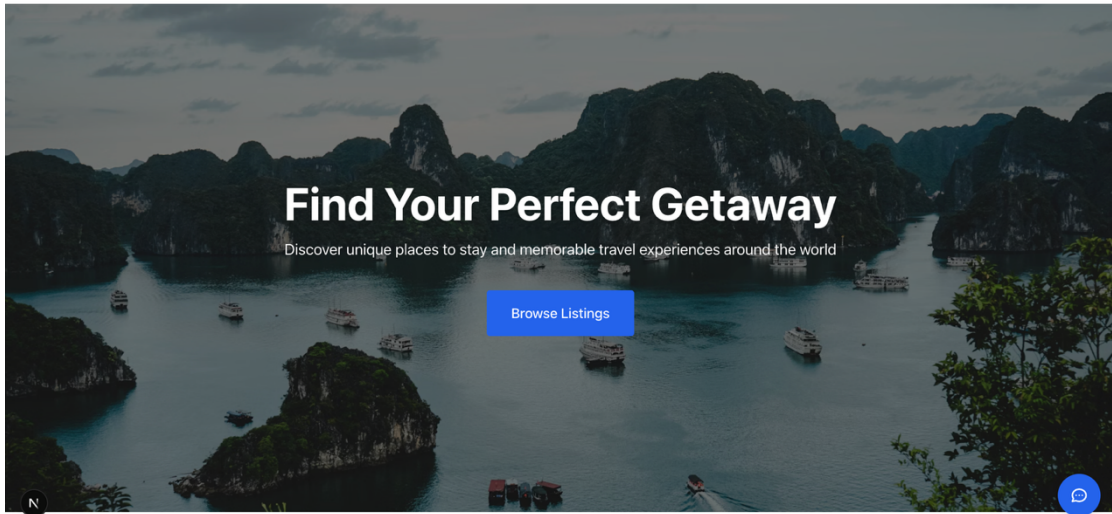 Find Your Perfect Getaway
Discover unique places to stay and memorable travel experiences around the world
Browse Listings
N